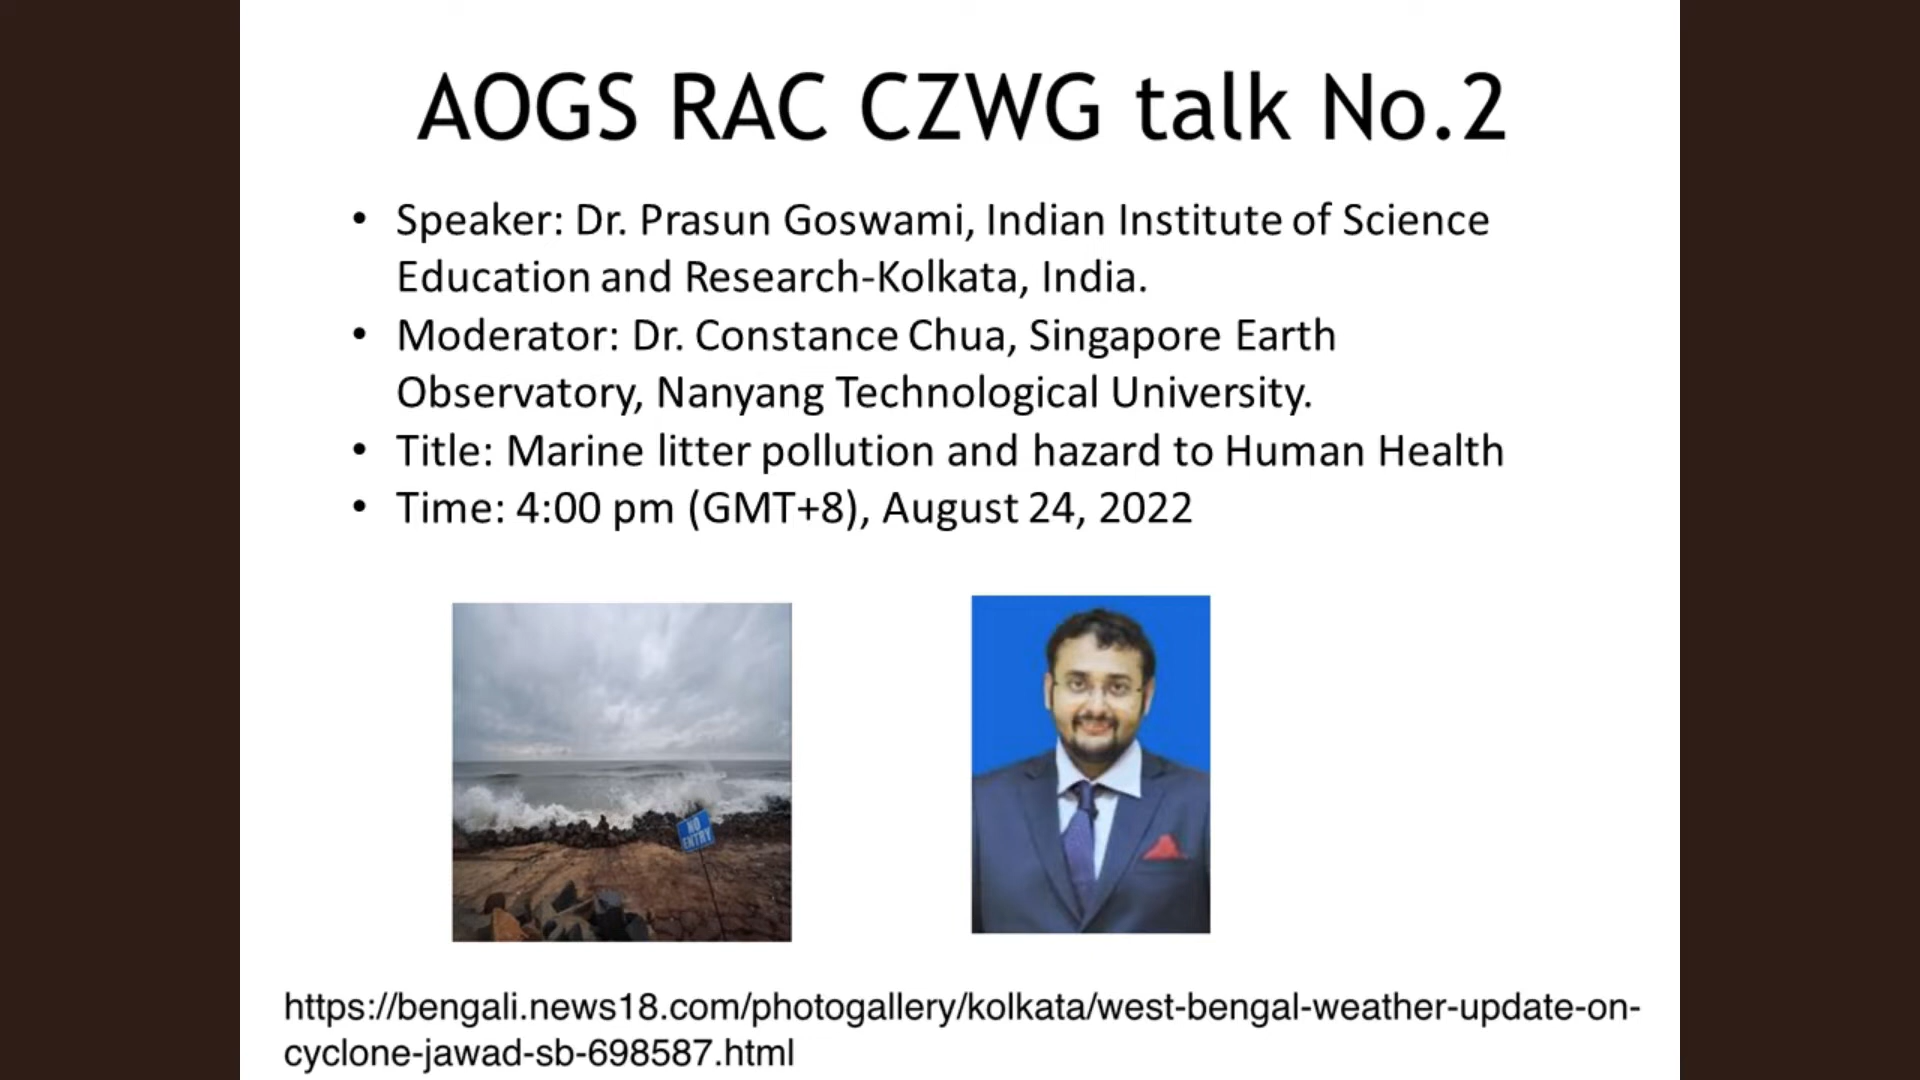 AOGS RAC CZWG talk No.2
• Speaker: Dr. Prasun Goswami, Indian Institute of Science
Education and Research-Kolkata, India.
• Moderator: Dr. Constance Chua, Singapore Earth
Observatory, Nanyang Technological University.
• Title: Marine litter pollution and hazard to Human Health
• Time: 4:00 pm (GMT+8), August 24, 2022
NO
ENTRY
https://bengali.news18.com/photogallery/kolkata/west-bengal-weather-update-on-
cyclone-jawad-sb-698587.html